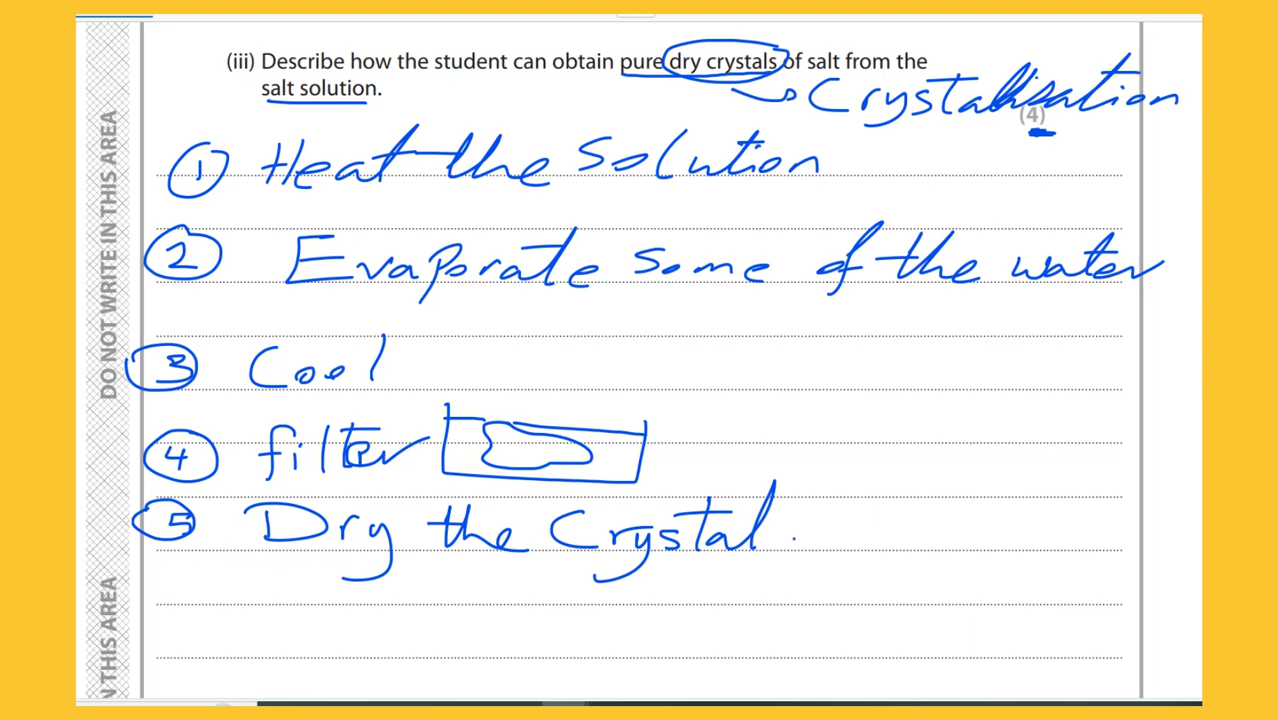 (iii) Describe how the student can obtain pure dry crystals of salt from the
salt solution.
Crystallisation
(4)
① Heat the Solution
② Evaporate some of the water
③ Cool
④ filter
⑤ Dry the Crystal.
DO NOT WRITE IN THIS AREA
N THIS AREA